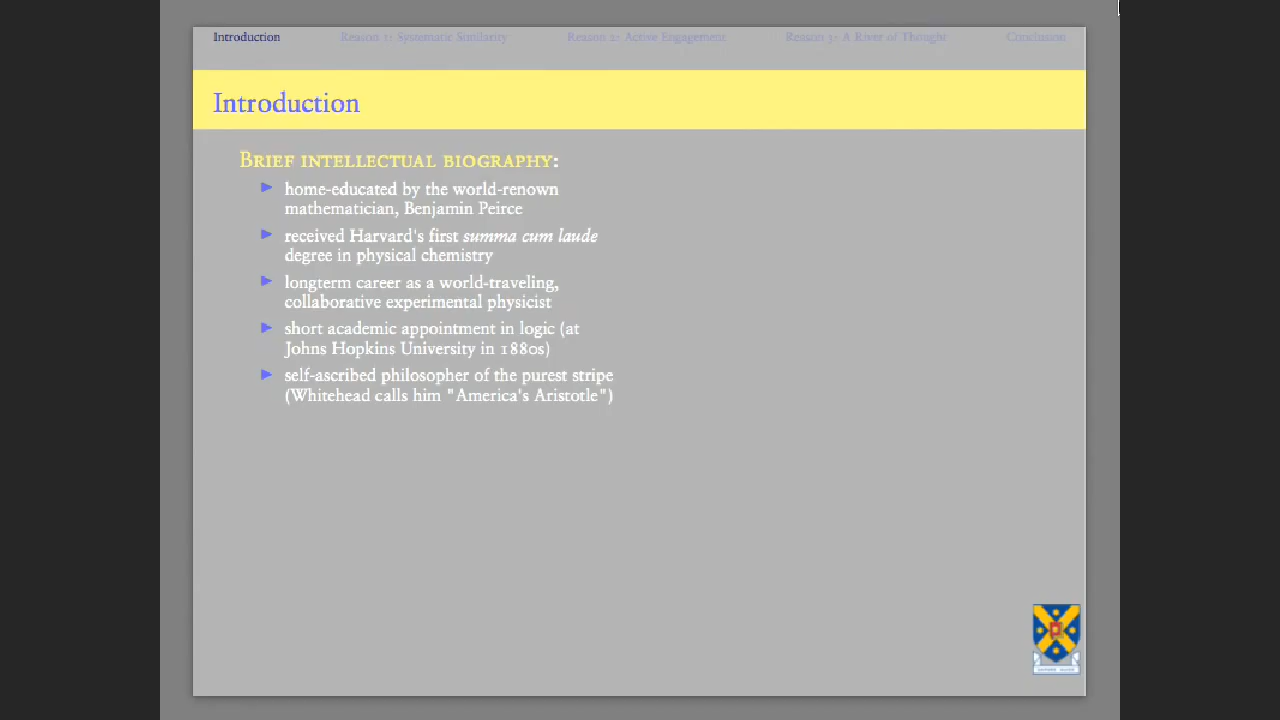 Introduction Reason 1: Systematic Similarity Reason 2: Active Engagement Reason 3: A River of Thought Conclusion
Introduction
Brief intellectual biography:
home-educated by the world-renown
mathematician, Benjamin Peirce
received Harvard's first summa cum laude
degree in physical chemistry
longterm career as a world-traveling,
collaborative experimental physicist
short academic appointment in logic (at
Johns Hopkins University in 1880s)
self-ascribed philosopher of the purest stripe
(Whitehead calls him "America's Aristotle")